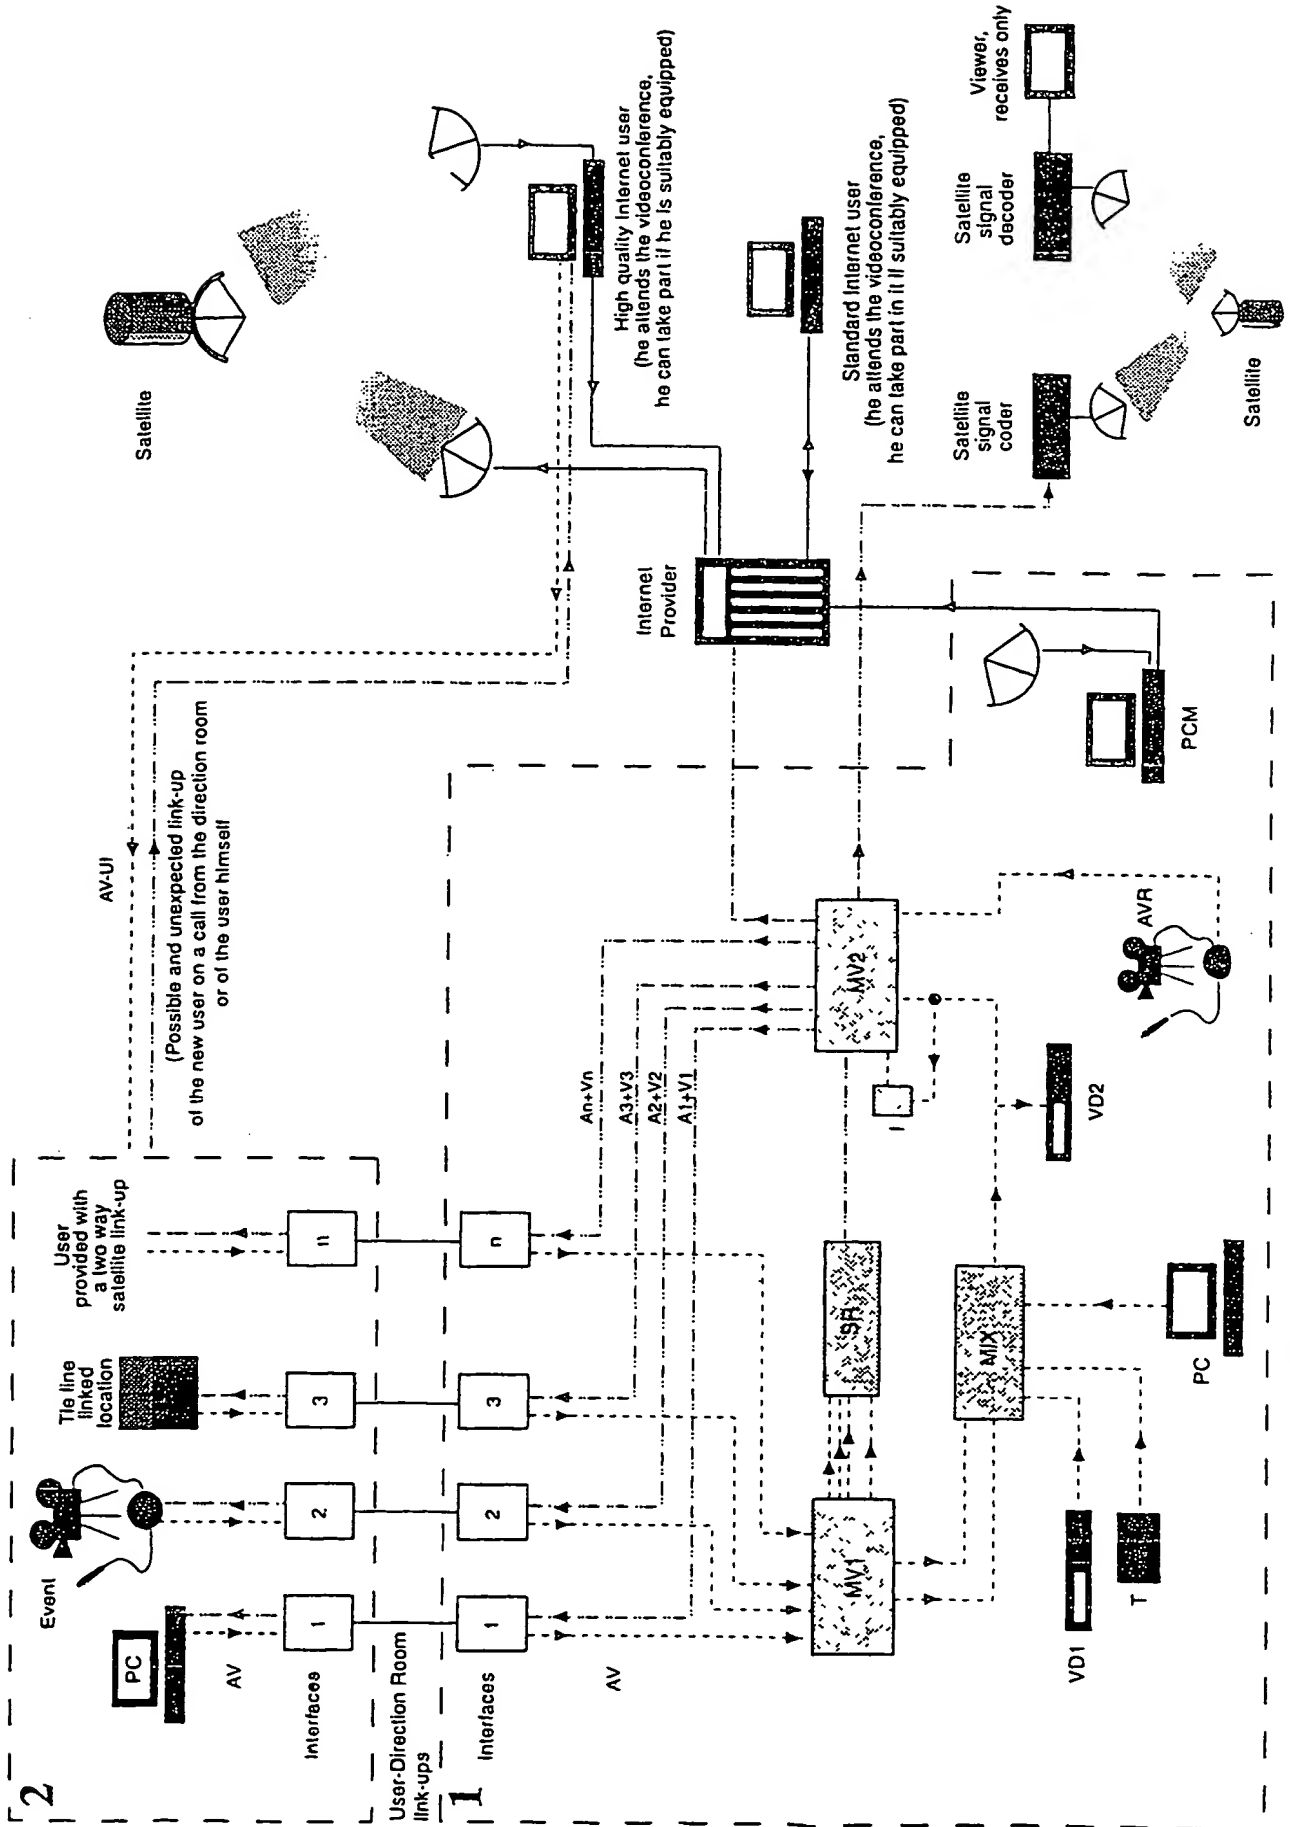 2
Event
PC
AV
Interfaces
1
2
3
n
Tie line
linked
location
User
provided with
a two way
satellite link-up
User-Direction Room
link-ups
1
Interfaces
1
2
3
n
AV
AV-UI
(Possible and unexpected link-up
of the new user on a call from the direction room
or of the user himself
An+Vn
A3+V3
A2+V2
A1+V1
MV1
SR
MV2
I
MIX
VD1
T
PC
VD2
AVR
PCM
Internet
Provider
Satellite
High quality Internet user
(he attends the videoconference,
he can take part if he is suitably equipped)
Standard Internet user
(he attends the videoconference,
he can take part in it if suitably equipped)
Satellite
signal
coder
Satellite
signal
decoder
Viewer,
receives only
Satellite